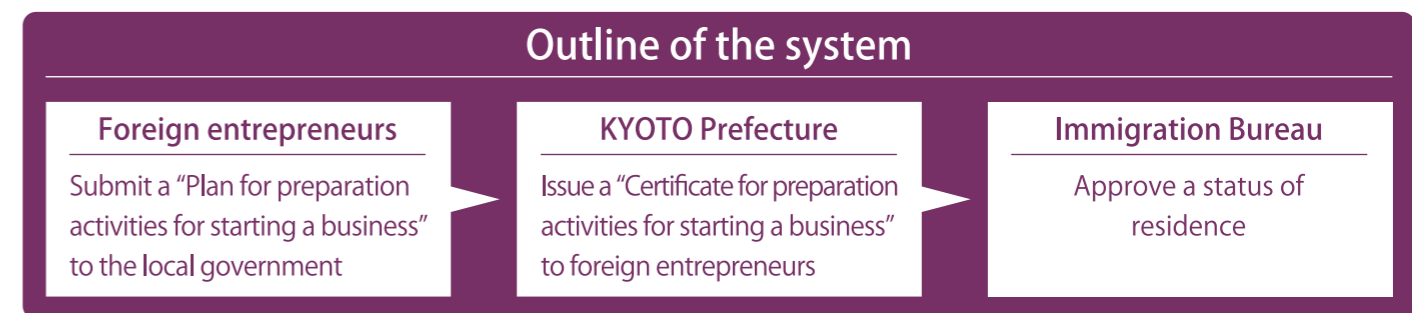 Outline of the system
Foreign entrepreneurs
Submit a “Plan for preparation
activities for starting a business”
to the local government
KYOTO Prefecture
Issue a “Certificate for preparation
activities for starting a business”
to foreign entrepreneurs
Immigration Bureau
Approve a status of
residence